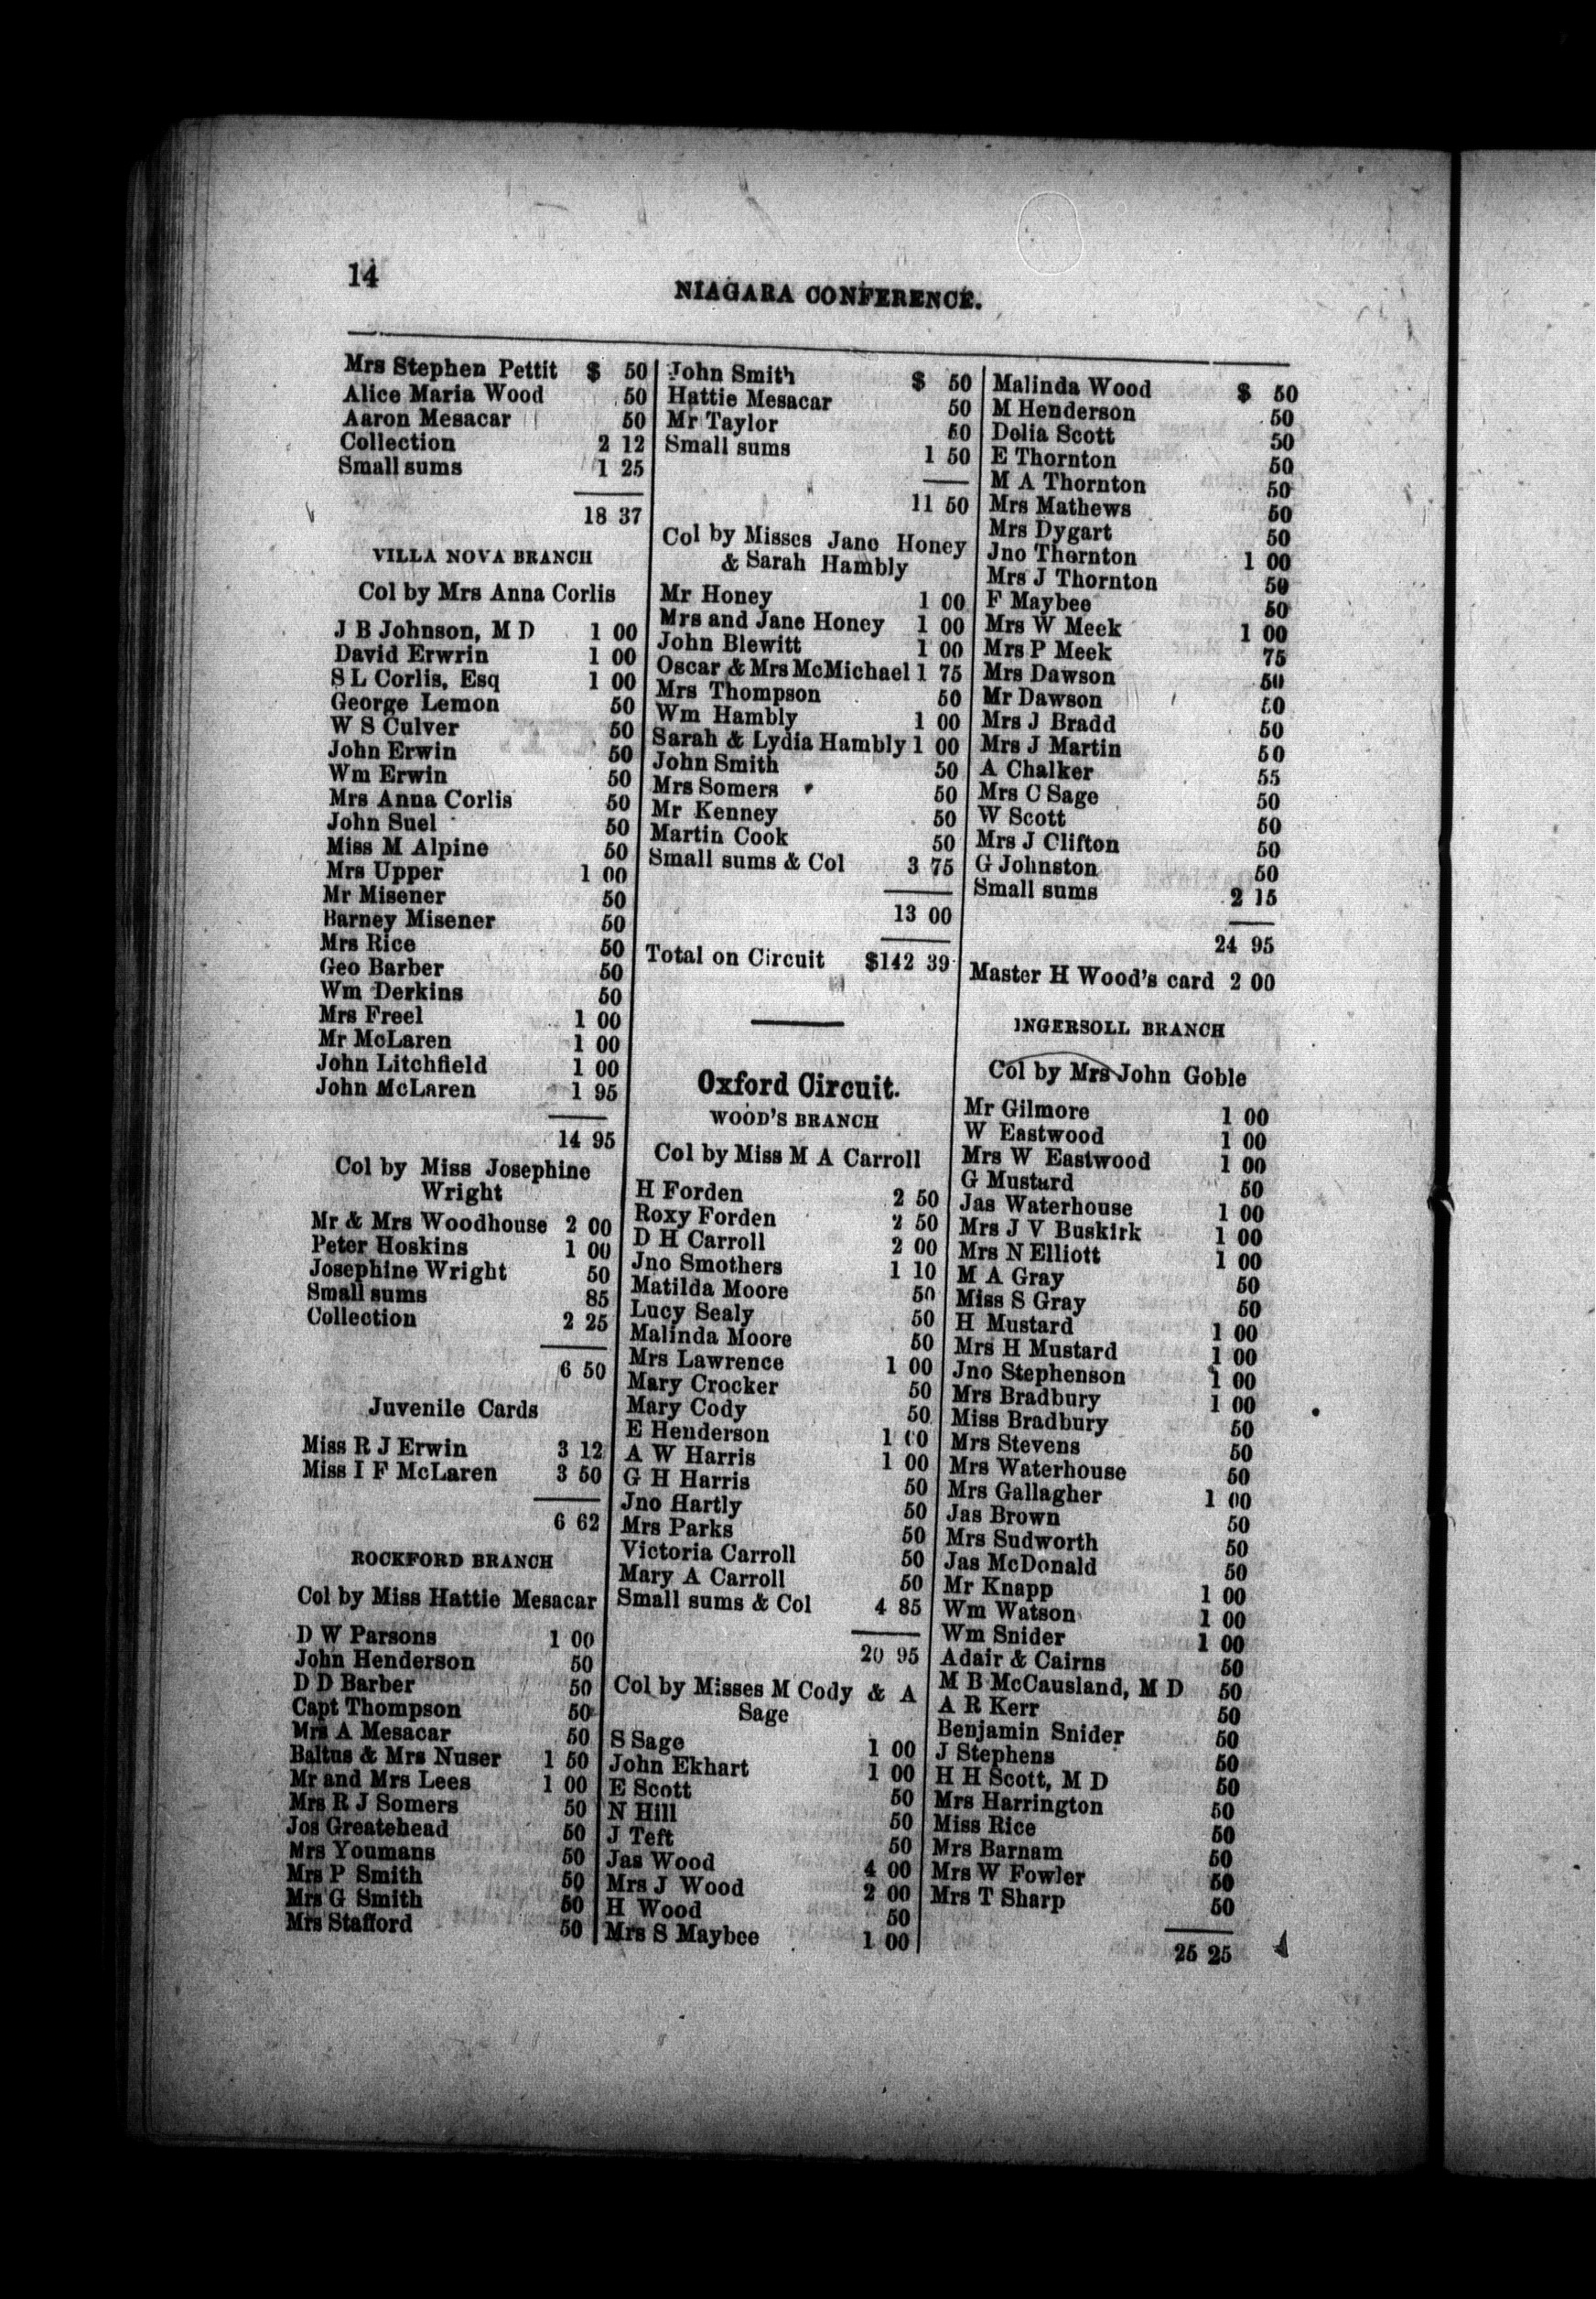 14
NIAGARA CONFERENCE.
Mrs Stephen Pettit $ 50
Alice Maria Wood 50
Aaron Mesacar 50
Collection 2 12
Small sums 1 25
18 37
VILLA NOVA BRANCH
Col by Mrs Anna Corlis
J B Johnson, M D 1 00
David Erwrin 1 00
S L Corlis, Esq 1 00
George Lemon 50
W S Culver 50
John Erwin 50
Wm Erwin 50
Mrs Anna Corlis 50
John Suel 50
Miss M Alpine 50
Mrs Upper 1 00
Mr Misener 50
Barney Misener 50
Mrs Rice 50
Geo Barber 50
Wm Derkins 50
Mrs Freel 1 00
Mr McLaren 1 00
John Litchfield 1 00
John McLaren 1 95
14 95
Col by Miss Josephine
Wright
Mr & Mrs Woodhouse 2 00
Peter Hoskins 1 00
Josephine Wright 50
Small sums 85
Collection 2 25
6 50
Juvenile Cards
Miss R J Erwin 3 12
Miss I F McLaren 3 50
6 62
ROCKFORD BRANCH
Col by Miss Hattie Mesacar
D W Parsons 1 00
John Henderson 50
D D Barber 50
Capt Thompson 50
Mrs A Mesacar 50
Baltus & Mrs Nuser 1 50
Mr and Mrs Lees 1 00
Mrs R J Somers 50
Jos Greatehead 50
Mrs Youmans 50
Mrs P Smith 50
Mrs G Smith 50
Mrs Stafford 50
John Smith $ 50
Hattie Mesacar 50
Mr Taylor 50
Small sums 1 50
11 50
Col by Misses Jane Honey
& Sarah Hambly
Mr Honey 1 00
Mrs and Jane Honey 1 00
John Blewitt 1 00
Oscar & Mrs McMichael 1 75
Mrs Thompson 50
Wm Hambly 1 00
Sarah & Lydia Hambly 1 00
John Smith 50
Mrs Somers 50
Mr Kenney 50
Martin Cook 50
Small sums & Col 3 75
13 00
Total on Circuit $142 39
Oxford Circuit.
WOOD'S BRANCH
Col by Miss M A Carroll
H Forden 2 50
Roxy Forden 2 50
D H Carroll 2 00
Jno Smothers 1 10
Matilda Moore 50
Lucy Sealy 50
Malinda Moore 50
Mrs Lawrence 1 00
Mary Crocker 50
Mary Cody 50
E Henderson 1 00
A W Harris 1 00
G H Harris 50
Jno Hartly 50
Mrs Parks 50
Victoria Carroll 50
Mary A Carroll 50
Small sums & Col 4 85
20 95
Col by Misses M Cody & A
Sage
S Sage 1 00
John Ekhart 1 00
E Scott 50
N Hill 50
J Teft 50
Jas Wood 4 00
Mrs J Wood 2 00
H Wood 50
Mrs S Maybee 1 00
Malinda Wood $ 50
M Henderson 50
Delia Scott 50
E Thornton 50
M A Thornton 50
Mrs Mathews 50
Mrs Dygart 50
Jno Thornton 1 00
Mrs J Thornton 50
F Maybee 50
Mrs W Meek 1 00
Mrs P Meek 75
Mrs Dawson 50
Mr Dawson 50
Mrs J Bradd 50
Mrs J Martin 50
A Chalker 55
Mrs C Sage 50
W Scott 50
Mrs J Clifton 50
G Johnston 50
Small sums 2 15
24 95
Master H Wood's card 2 00
INGERSOLL BRANCH
Col by Mrs John Goble
Mr Gilmore 1 00
W Eastwood 1 00
Mrs W Eastwood 1 00
G Mustard 50
Jas Waterhouse 1 00
Mrs J V Buskirk 1 00
Mrs N Elliott 1 00
M A Gray 50
Miss S Gray 50
H Mustard 1 00
Mrs H Mustard 1 00
Jno Stephenson 1 00
Mrs Bradbury 1 00
Miss Bradbury 50
Mrs Stevens 50
Mrs Waterhouse 50
Mrs Gallagher 1 00
Jas Brown 50
Mrs Sudworth 50
Jas McDonald 50
Mr Knapp 1 00
Wm Watson 1 00
Wm Snider 1 00
Adair & Cairns 50
M B McCausland, M D 50
A R Kerr 50
Benjamin Snider 50
J Stephens 50
H H Scott, M D 50
Mrs Harrington 50
Miss Rice 50
Mrs Barnam 50
Mrs W Fowler 50
Mrs T Sharp 50
25 25